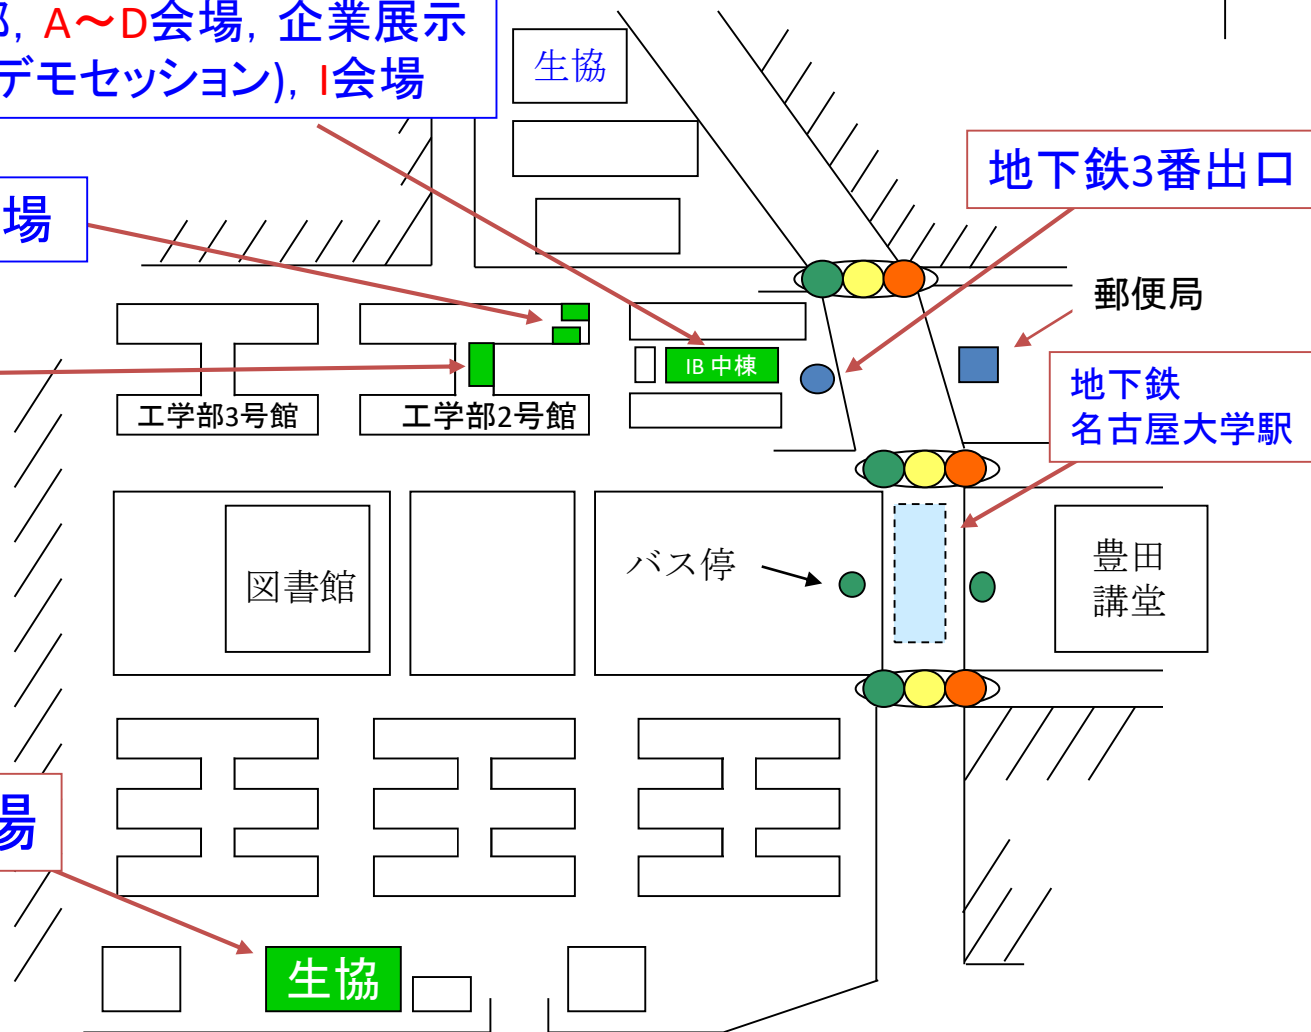 部, A～D会場, 企業展示
デモセッション), I会場
生協
地下鉄3番出口
場
郵便局
IB 中棟
地下鉄
名古屋大学駅
工学部3号館
工学部2号館
バス停
図書館
豊田
講堂
場
生協